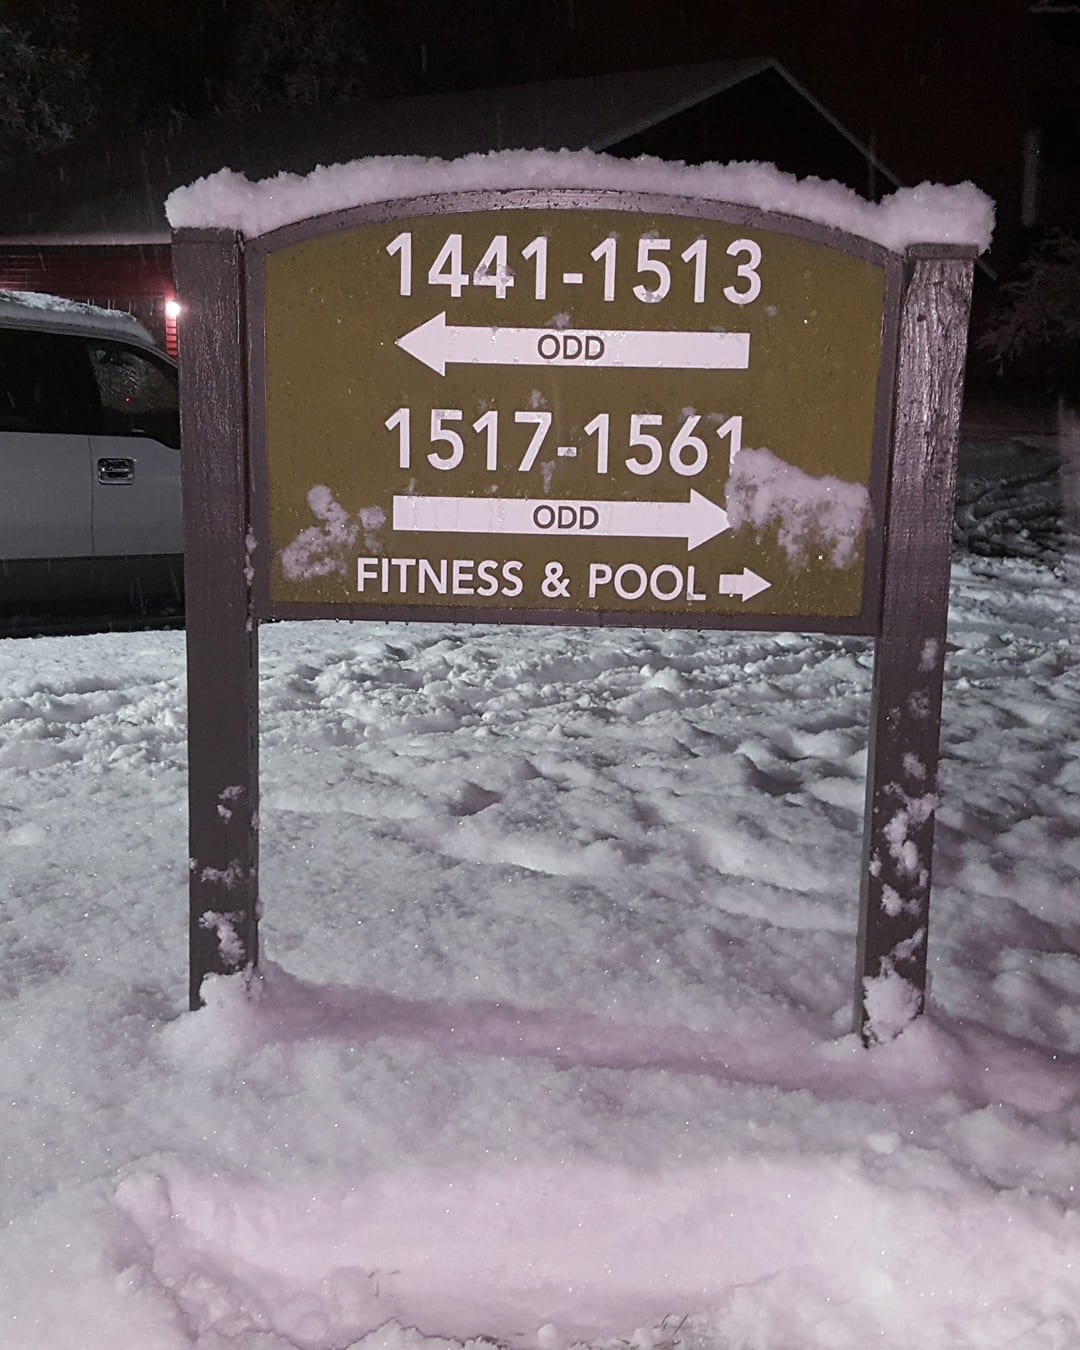 1441-1513
ODD
1517-1561
ODD
FITNESS & POOL